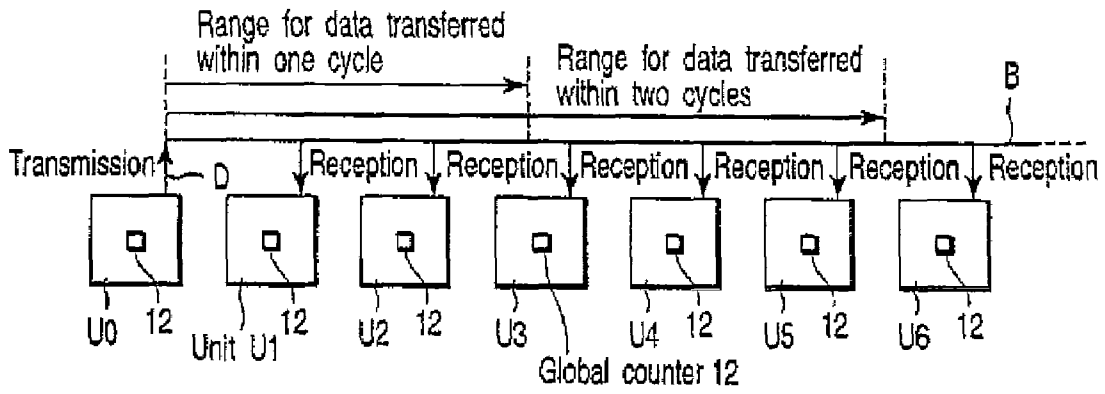 Range for data transferred
within one cycle
Range for data transferred
within two cycles
B
Transmission
D
Reception
Reception
Reception
Reception
Reception
Reception
U0
12
Unit U1
12
U2
12
U3
Global counter 12
U4
12
U5
12
U6
12